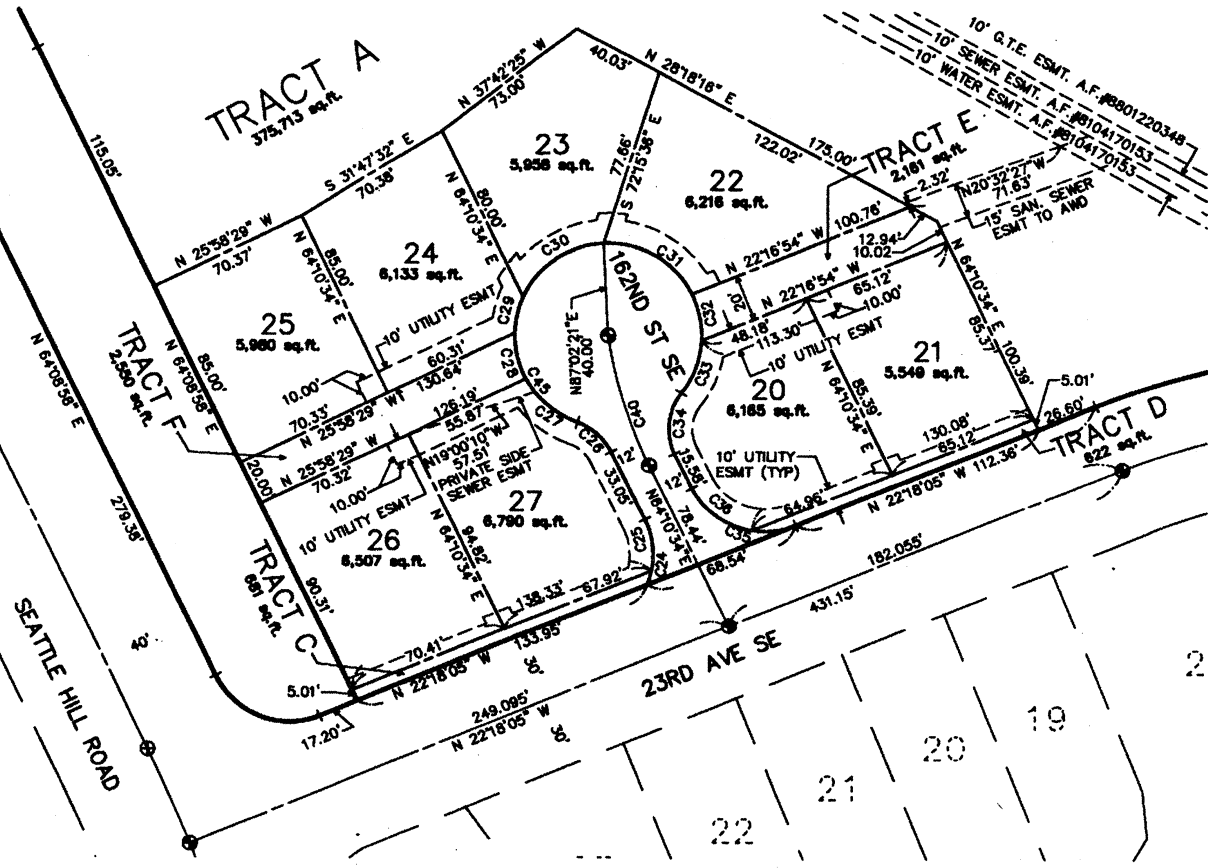 TRACT A
375,713 sq.ft.
N 37°42'25" W
73.00'
40.03'
N 28°18'16" E
122.02'
175.00'
10' G.T.E. ESMT. A.F.#8801220348
10' SEWER ESMT. A.F.#8104170153
10' WATER ESMT. A.F.#8104170153
TRACT E
2,161 sq.ft.
2.32'
N20°32'27"W
71.63'
15' SAN. SEWER
ESMT TO AWD
115.05'
S 31°47'32" E
70.38'
23
5,956 sq.ft.
77.66'
S 72°15'38" E
22
6,216 sq.ft.
N 22°16'54" W
100.76'
12.94'
10.02
N 25°58'29" W
70.37'
N 64°10'34" E
85.00'
24
6,133 sq.ft.
N 64°10'34" E
80.00'
C30
C31
C32
20'
N 22°16'54" W
65.12'
10.00'
48.18'
113.30'
10' UTILITY ESMT
N 64°10'34" E
85.37'
100.39'
5.01'
25
5,960 sq.ft.
10' UTILITY ESMT
C29
162ND ST SE
N87°02'21"E
40.00'
C33
20
6,165 sq.ft.
21
5,549 sq.ft.
N 64°10'34" E
85.39'
N 64°08'58" E
279.38'
TRACT F
2,550 sq.ft.
N 64°08'58" E
85.00'
10.00'
60.31'
130.64'
C28
C45
70.33'
N 25°58'29" W
126.19'
55.87'
C27
C26
C40
C34
130.08'
65.12'
26.60'
TRACT D
622 sq.ft.
20.00'
N 25°58'29" W
70.32'
10.00'
10' UTILITY ESMT
N19°00'10"W
57.51'
PRIVATE SIDE
SEWER ESMT
12'
12'
33.05'
15.56'
10' UTILITY
ESMT (TYP)
N 22°18'05" W 112.36'
64.96'
C36
C35
26
6,507 sq.ft.
27
6,790 sq.ft.
N 64°10'34" E
94.82'
C25
C24
N64°10'34"E
78.44'
68.54'
182.055'
431.15'
TRACT C
681 sq.ft.
90.31'
138.33'
67.92'
70.41'
133.95'
N 22°18'05" W
5.01'
17.20'
30'
30'
249.095'
N 22°18'05" W
23RD AVE SE
SEATTLE HILL ROAD
40'
2
19
20
21
22